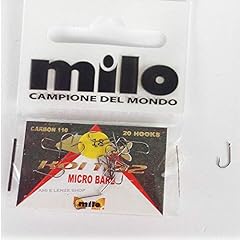 milo
CAMPIONE DEL MONDO
CARBON 110
20 HOOKS
MICRO BARB
milo